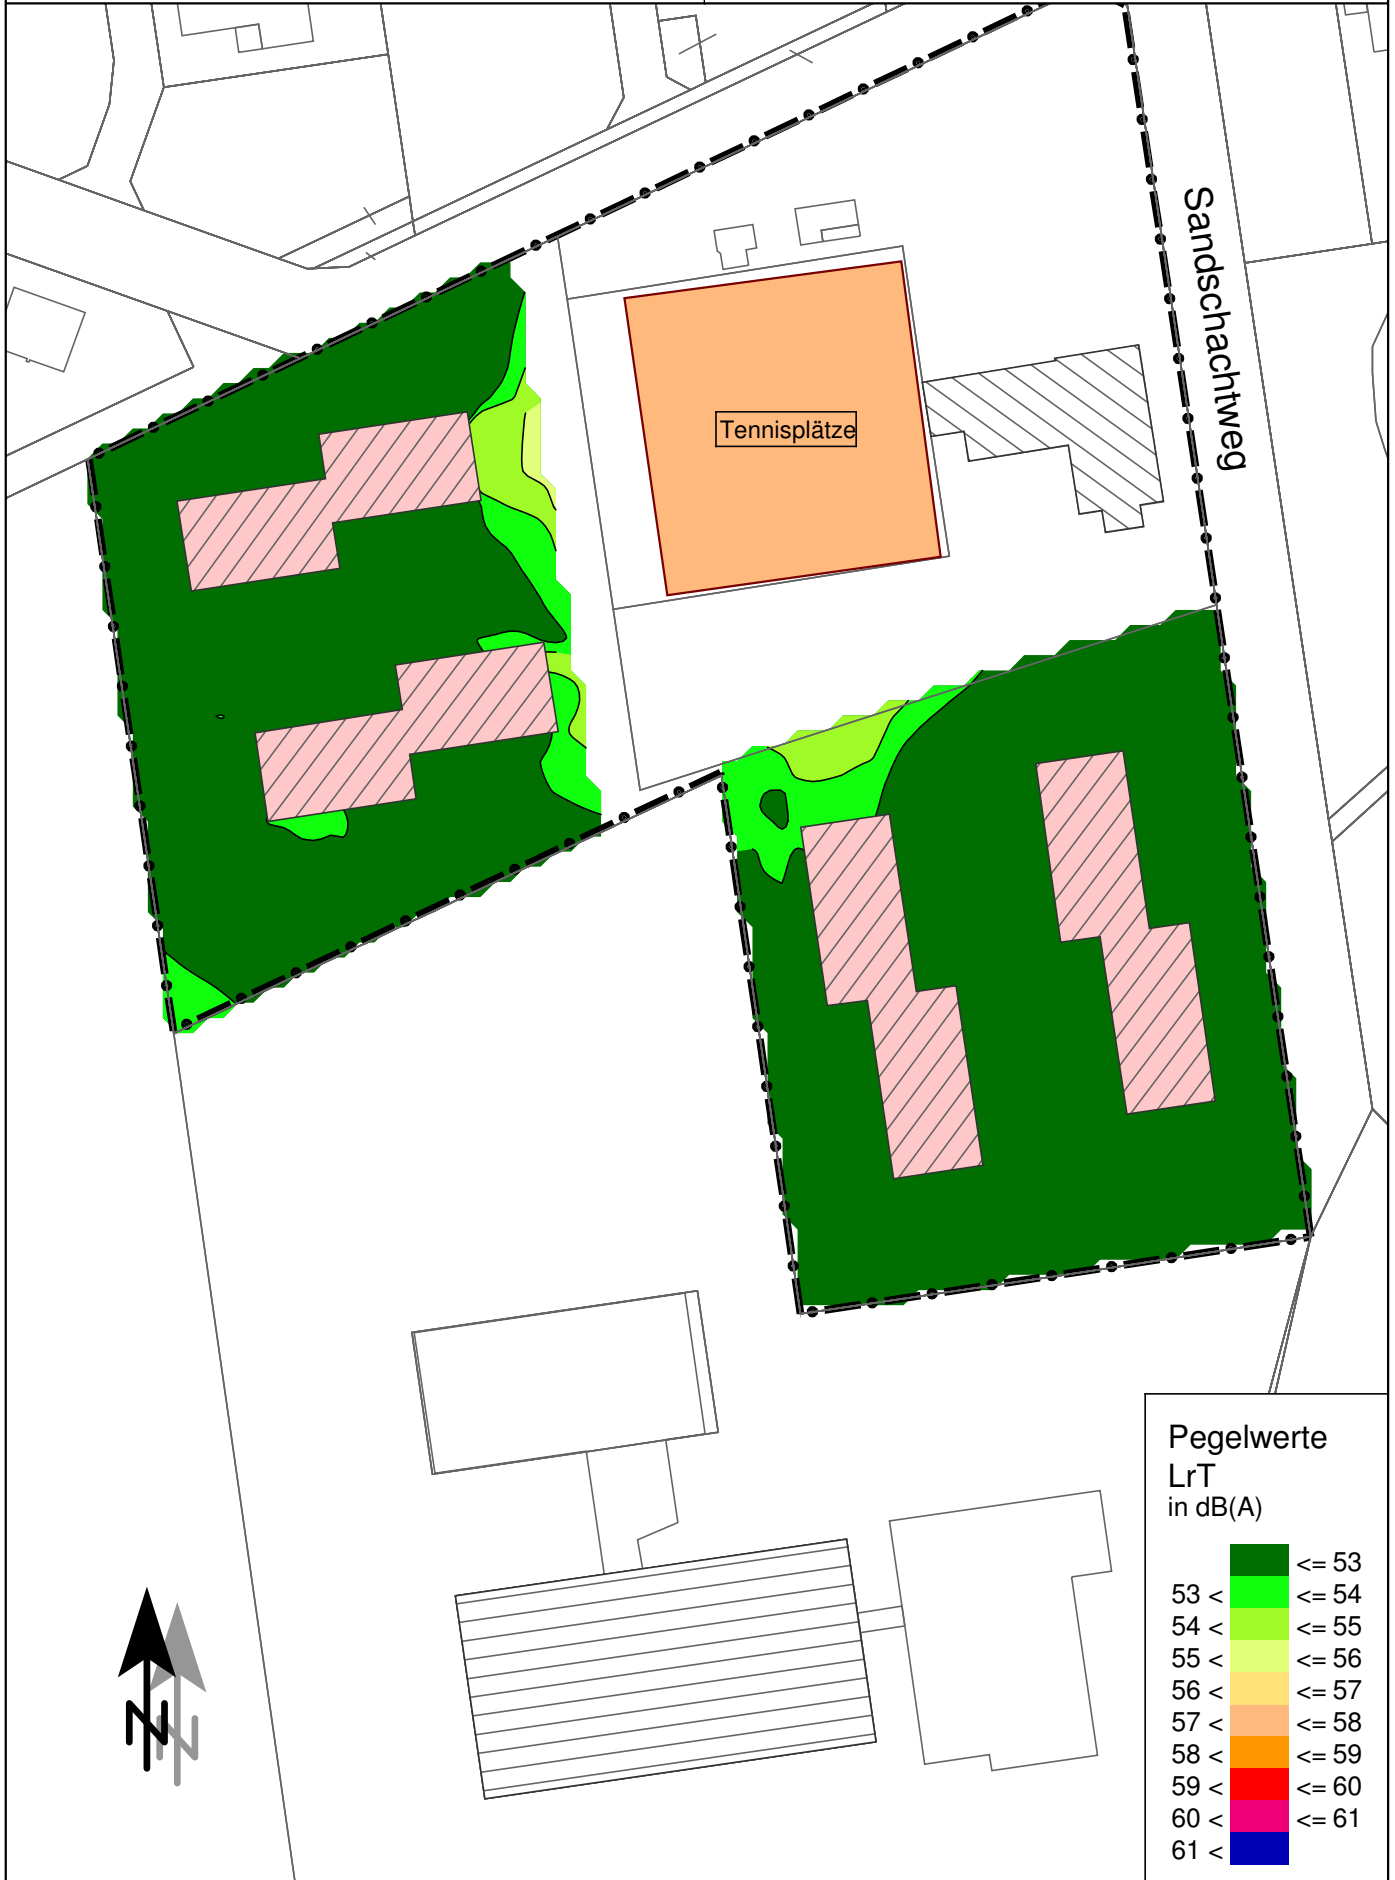 Sandschachtweg
Tennisplätze
Pegelwerte
LrT
in dB(A)
<= 53
53 < <= 54
54 < <= 55
55 < <= 56
56 < <= 57
57 < <= 58
58 < <= 59
59 < <= 60
60 < <= 61
61 <
N N